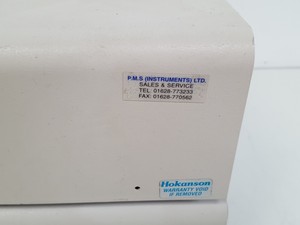 P.M.S (INSTRUMENTS) LTD.
SALES & SERVICE
TEL: 01628-773233
FAX: 01628-770562
Hokanson
WARRANTY VOID
IF REMOVED